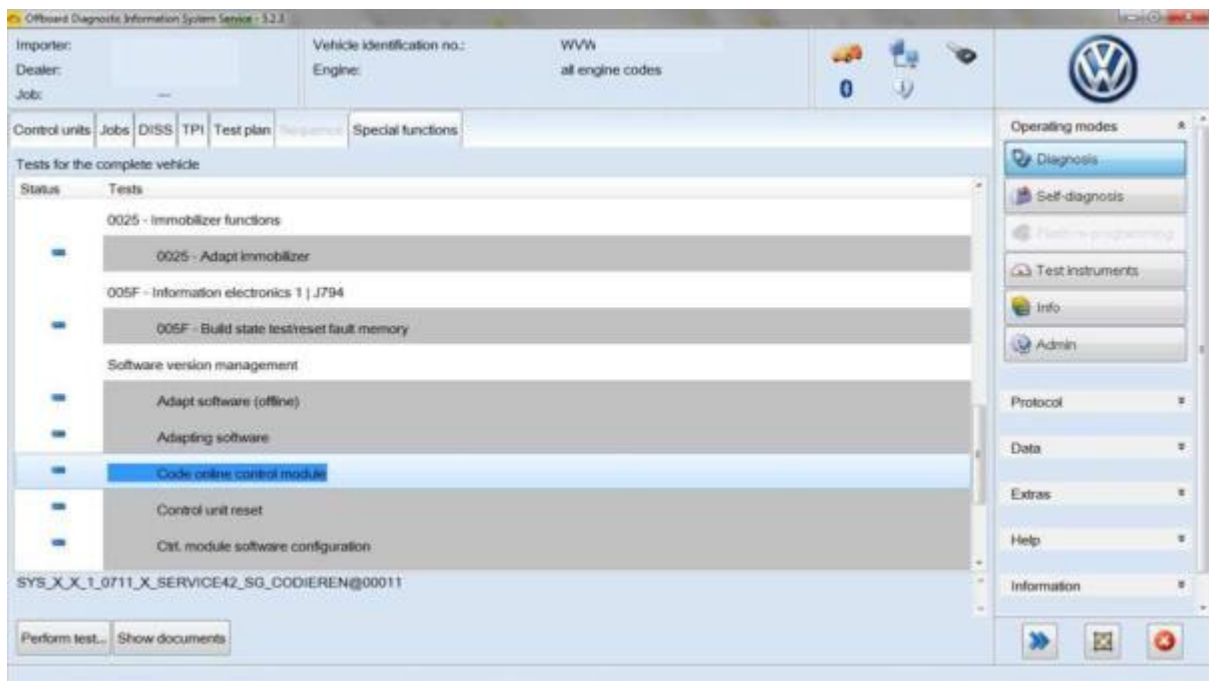 Offboard Diagnostic Information System Service - 5.2.3
Importer:
Dealer:
Job: ---
Vehicle identification no.: WVW
Engine: all engine codes
0
Control units Jobs DISS TPI Test plan Sequence Special functions
Tests for the complete vehicle
Status Tests
0025 - Immobilizer functions
0025 - Adapt immobilizer
005F - Information electronics 1 | J794
005F - Build state test/reset fault memory
Software version management
Adapt software (offline)
Adapting software
Code online control module
Control unit reset
Ctrl. module software configuration
SYS_X_X_1_0711_X_SERVICE42_SG_CODIEREN@00011
Perform test... Show documents
Operating modes
Diagnosis
Self-diagnosis
Flash re-programming
Test instruments
Info
Admin
Protocol
Data
Extras
Help
Information